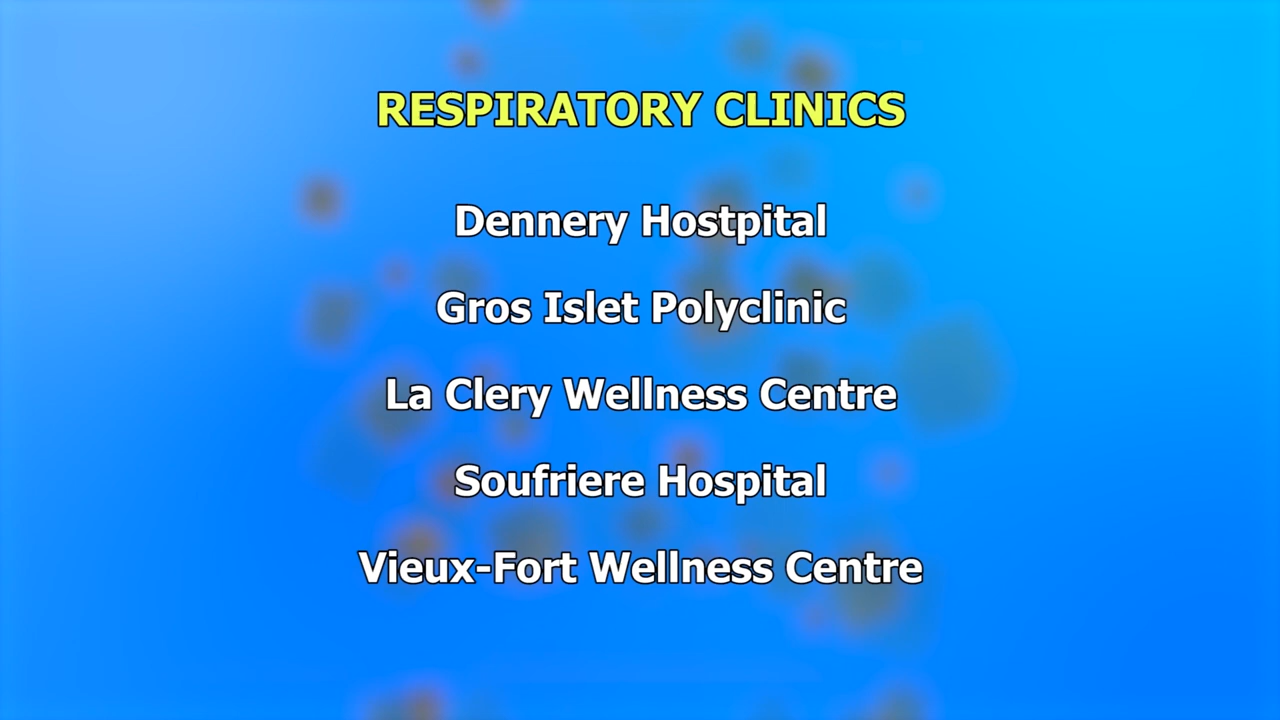 RESPIRATORY CLINICS
Dennery Hostpital
Gros Islet Polyclinic
La Clery Wellness Centre
Soufriere Hospital
Vieux-Fort Wellness Centre